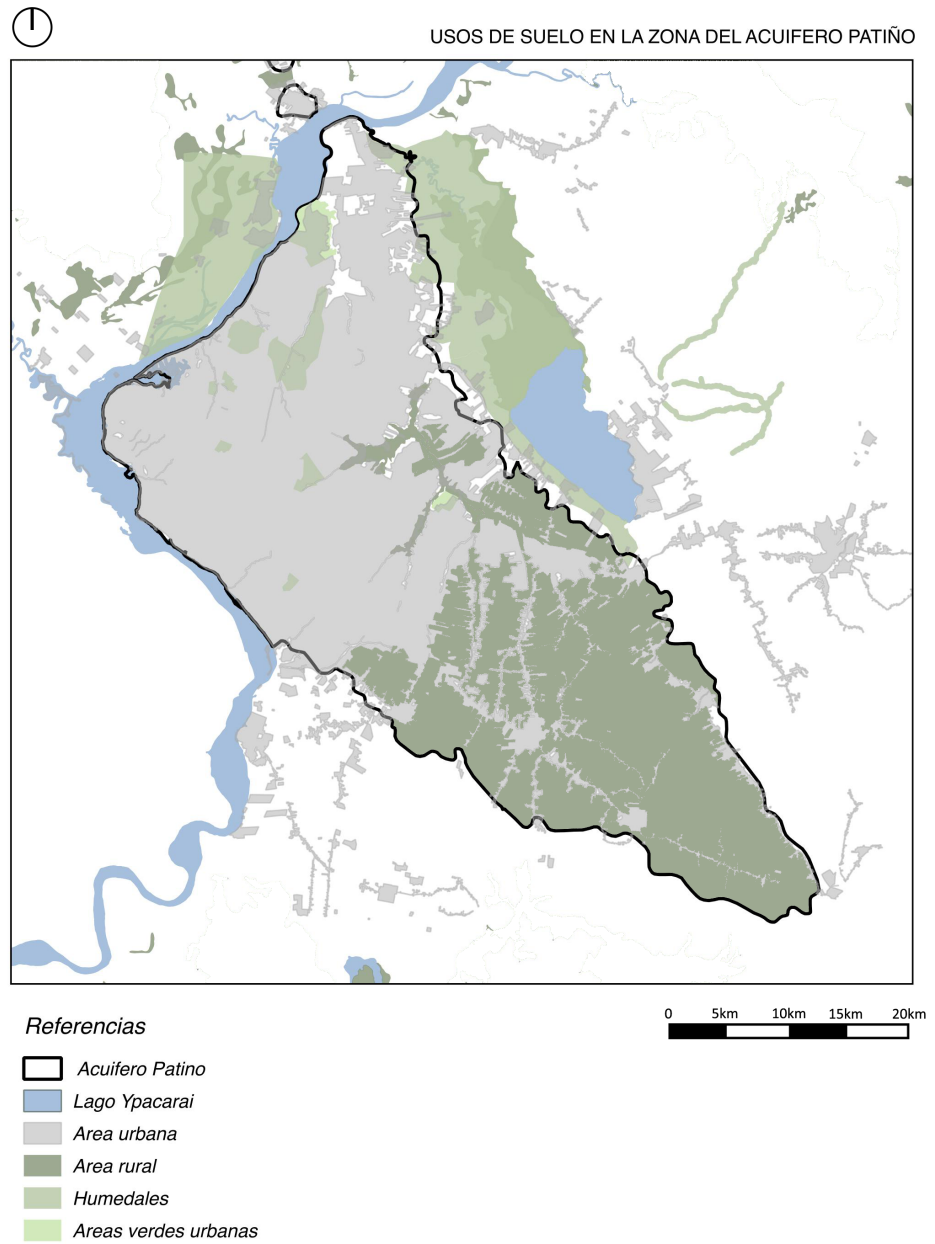 USOS DE SUELO EN LA ZONA DEL ACUIFERO PATIÑO
0 5km 10km 15km 20km
Referencias
Acuifero Patino
Lago Ypacarai
Area urbana
Area rural
Humedales
Areas verdes urbanas